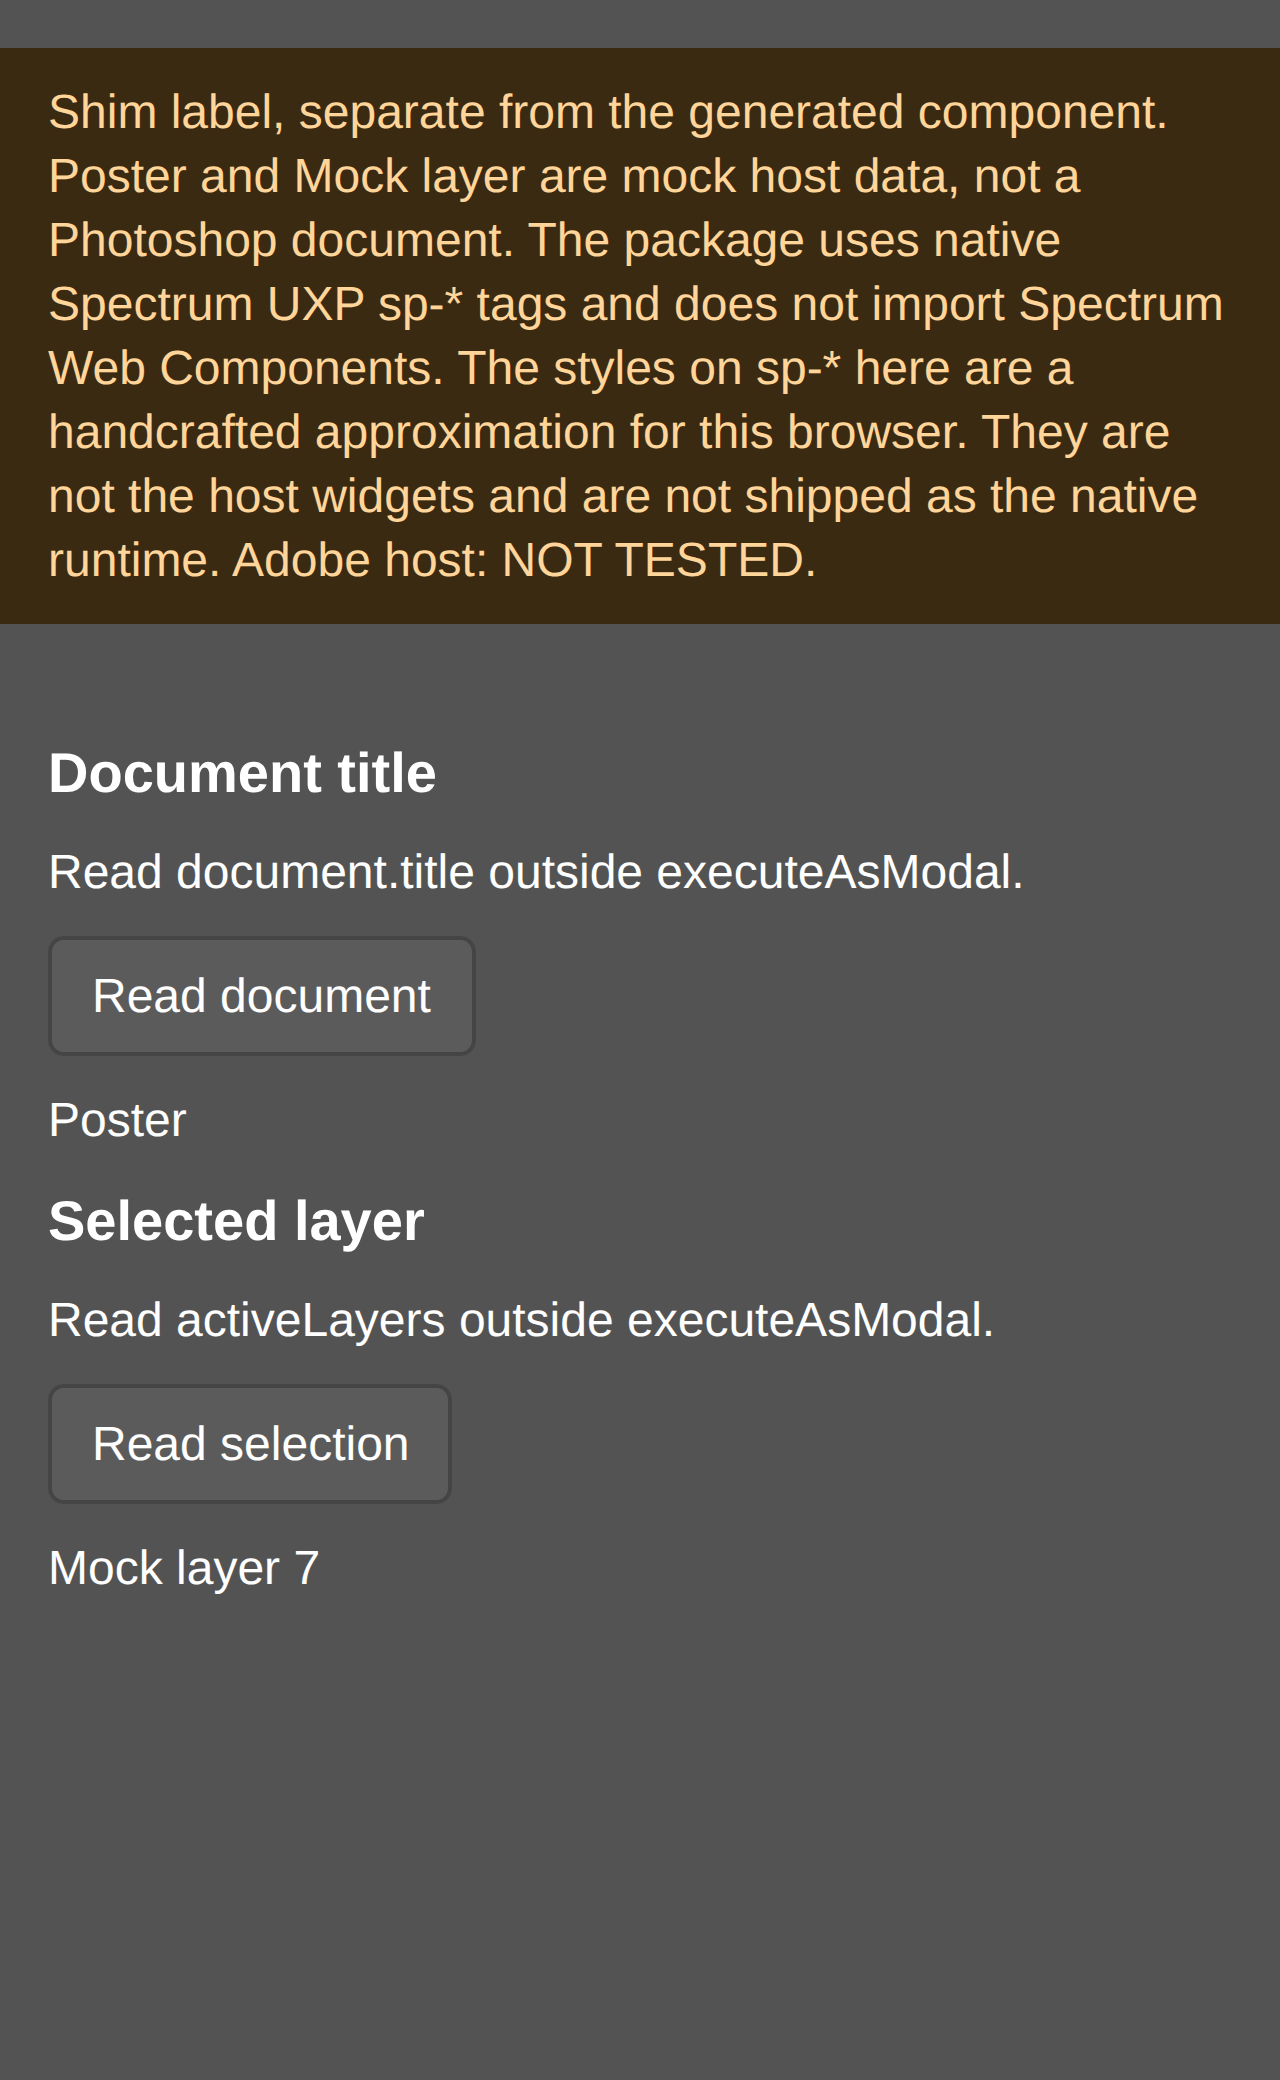 Shim label, separate from the generated component.
Poster and Mock layer are mock host data, not a
Photoshop document. The package uses native
Spectrum UXP sp-* tags and does not import Spectrum
Web Components. The styles on sp-* here are a
handcrafted approximation for this browser. They are
not the host widgets and are not shipped as the native
runtime. Adobe host: NOT TESTED.
Document title
Read document.title outside executeAsModal.
Read document
Poster
Selected layer
Read activeLayers outside executeAsModal.
Read selection
Mock layer 7